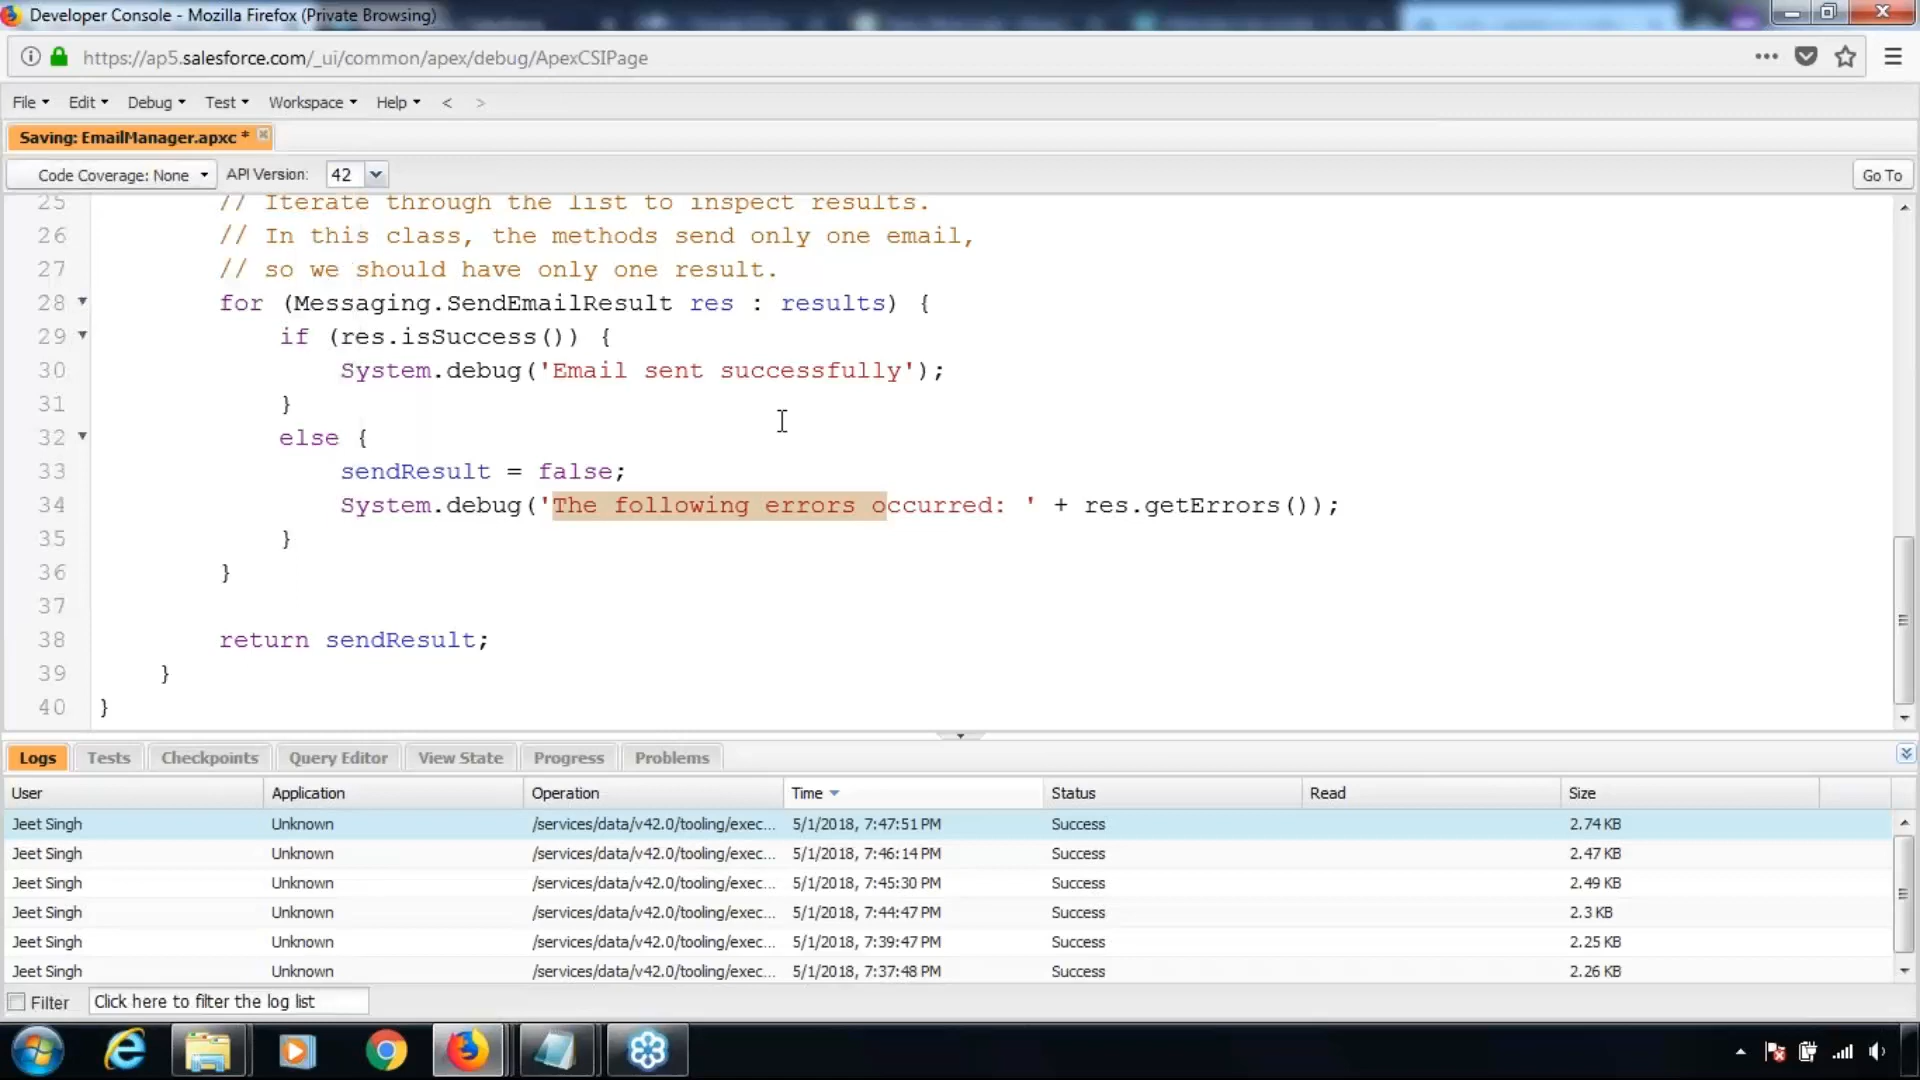 Developer Console - Mozilla Firefox (Private Browsing)
https://ap5.salesforce.com/_ui/common/apex/debug/ApexCSIPage
File Edit Debug Test Workspace Help < >
Saving: EmailManager.apxc *
Code Coverage: None API Version: 42 Go To
25 // Iterate through the list to inspect results.
26 // In this class, the methods send only one email,
27 // so we should have only one result.
28 for (Messaging.SendEmailResult res : results) {
29 if (res.isSuccess()) {
30 System.debug('Email sent successfully');
31 }
32 else {
33 sendResult = false;
34 System.debug('The following errors occurred: ' + res.getErrors());
35 }
36 }
37
38 return sendResult;
39 }
40 }
Logs Tests Checkpoints Query Editor View State Progress Problems
User Application Operation Time Status Read Size
Jeet Singh Unknown /services/data/v42.0/tooling/exec... 5/1/2018, 7:47:51 PM Success 2.74 KB
Jeet Singh Unknown /services/data/v42.0/tooling/exec... 5/1/2018, 7:46:14 PM Success 2.47 KB
Jeet Singh Unknown /services/data/v42.0/tooling/exec... 5/1/2018, 7:45:30 PM Success 2.49 KB
Jeet Singh Unknown /services/data/v42.0/tooling/exec... 5/1/2018, 7:44:47 PM Success 2.3 KB
Jeet Singh Unknown /services/data/v42.0/tooling/exec... 5/1/2018, 7:39:47 PM Success 2.25 KB
Jeet Singh Unknown /services/data/v42.0/tooling/exec... 5/1/2018, 7:37:48 PM Success 2.26 KB
Filter Click here to filter the log list